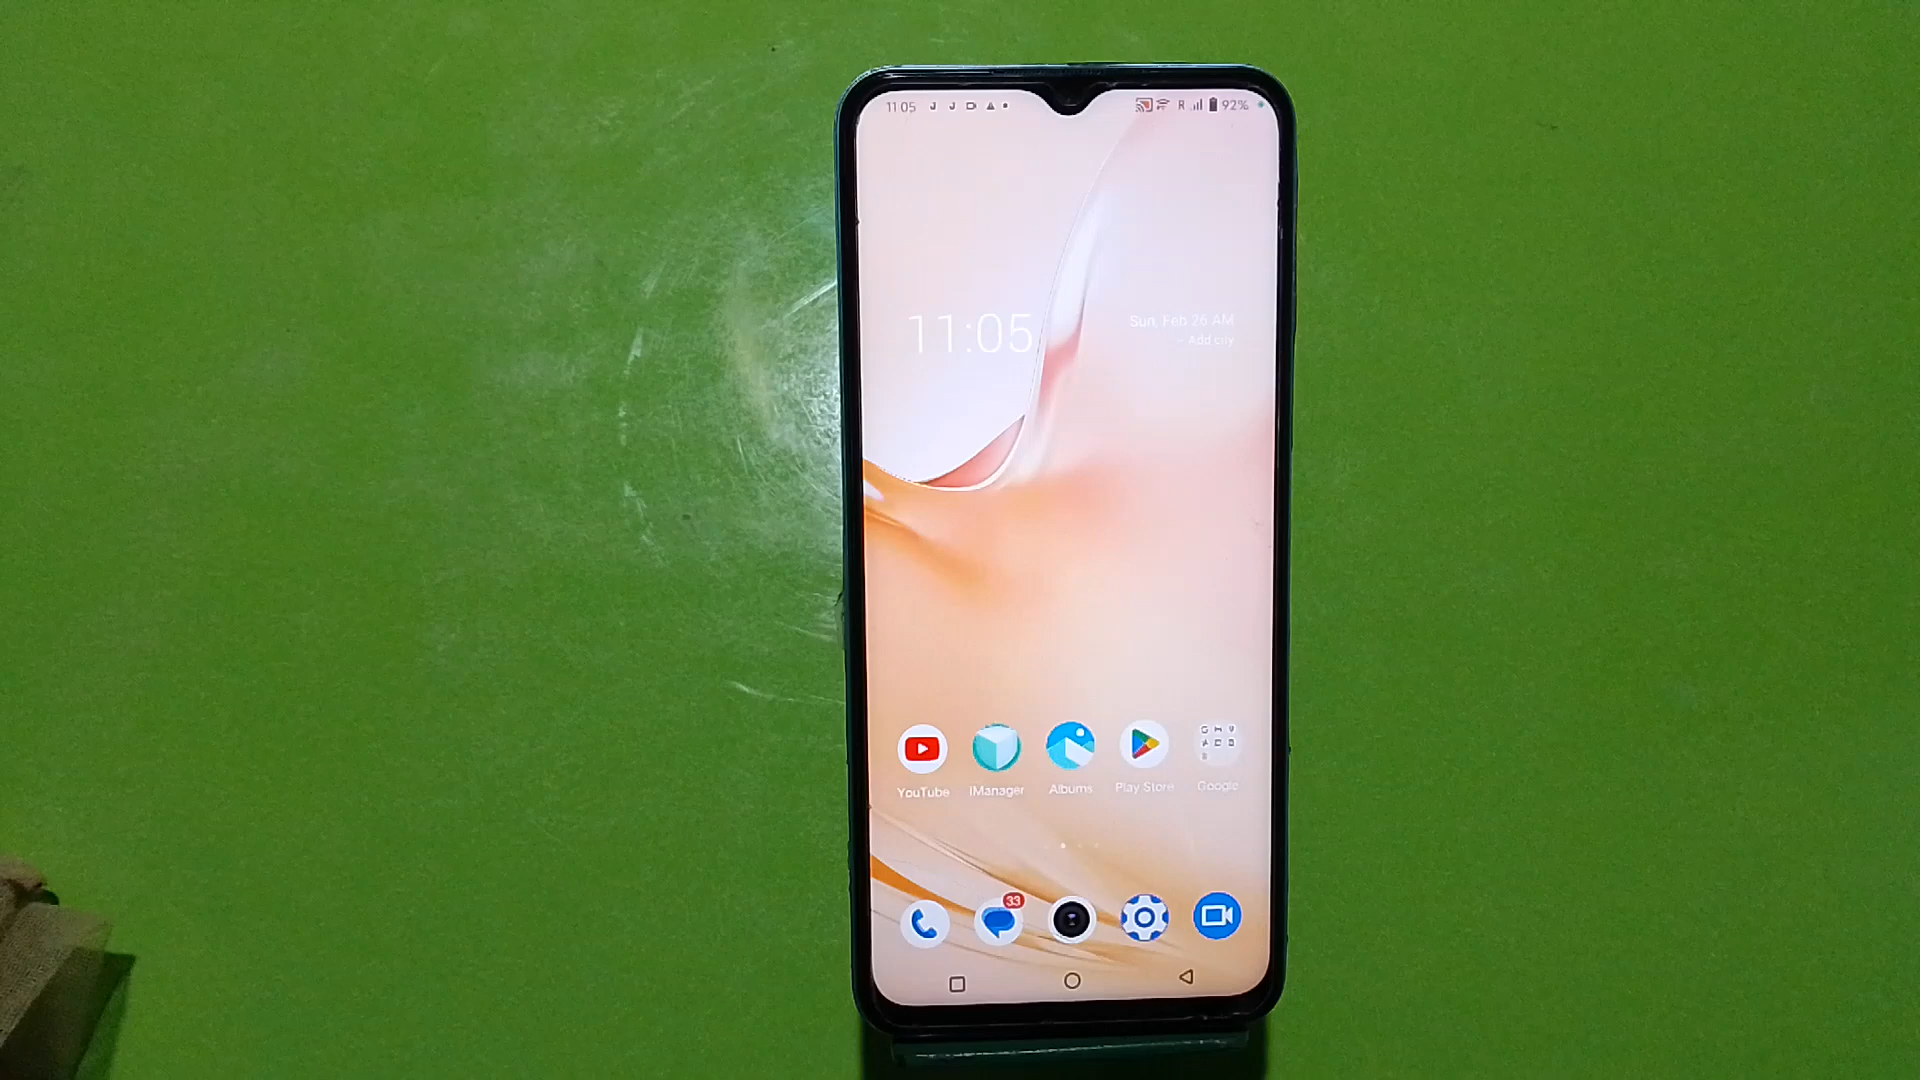 11:05 R 92%
11:05
Sun, Feb 26 AM
Add city
YouTube iManager Albums Play Store Google
33